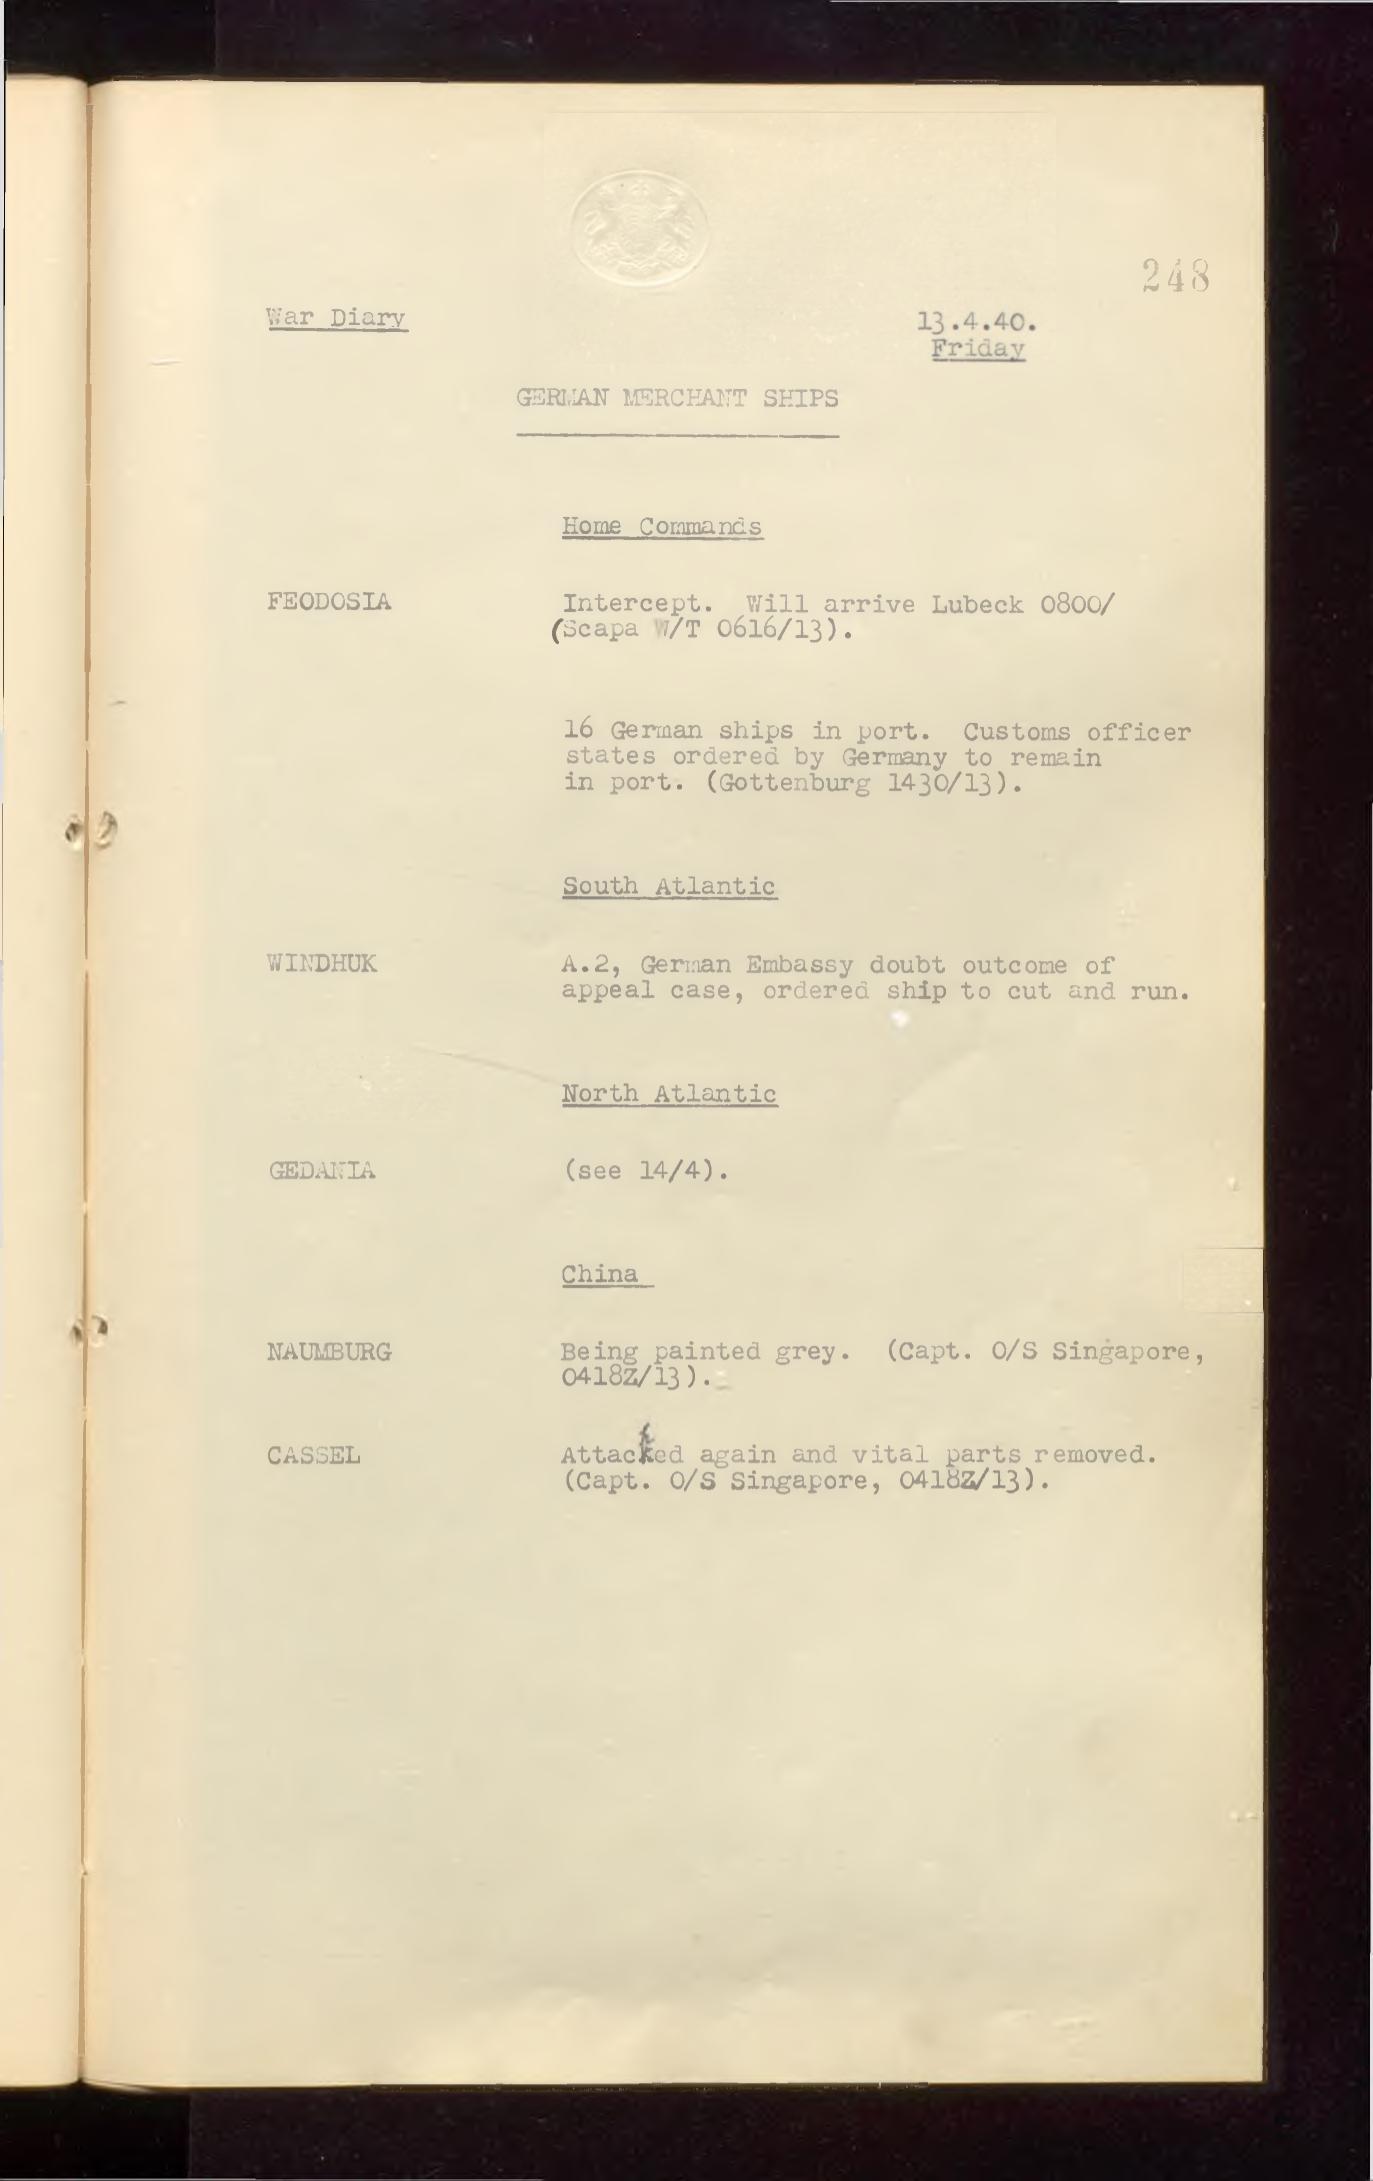 248
War Diary
13.4.40.
Friday
GERMAN MERCHANT SHIPS
Home Commands
FEODOSIA Intercept. Will arrive Lubeck 0800/
(Scapa W/T 0616/13).
16 German ships in port. Customs officer
states ordered by Germany to remain
in port. (Gottenburg 1430/13).
South Atlantic
WINDHUK A.2, German Embassy doubt outcome of
appeal case, ordered ship to cut and run.
North Atlantic
GEDANIA (see 14/4).
China
NAUMBURG Being painted grey. (Capt. O/S Singapore,
0418Z/13).
CASSEL Attacked again and vital parts removed.
(Capt. O/S Singapore, 0418Z/13).